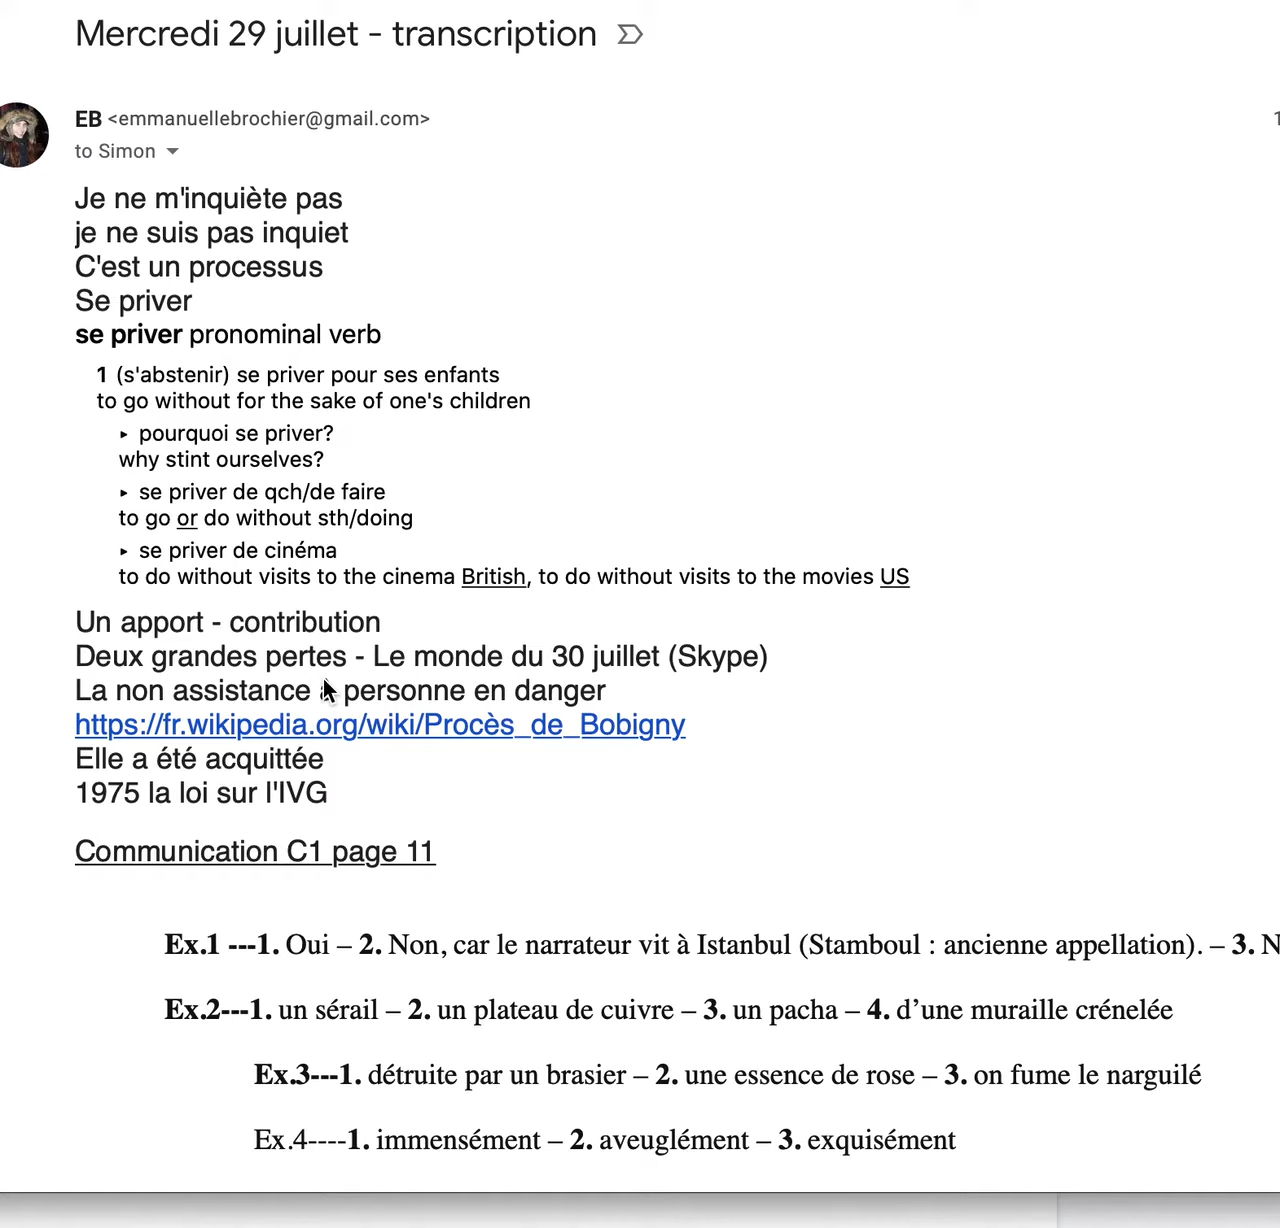 Mercredi 29 juillet - transcription
EB <emmanuellebrochier@gmail.com>
1
to Simon
Je ne m'inquiète pas
je ne suis pas inquiet
C'est un processus
Se priver
se priver pronominal verb
1 (s'abstenir) se priver pour ses enfants
to go without for the sake of one's children
▸ pourquoi se priver?
why stint ourselves?
▸ se priver de qch/de faire
to go or do without sth/doing
▸ se priver de cinéma
to do without visits to the cinema British, to do without visits to the movies US
Un apport - contribution
Deux grandes pertes - Le monde du 30 juillet (Skype)
La non assistance personne en danger
https://fr.wikipedia.org/wiki/Procès_de_Bobigny
Elle a été acquittée
1975 la loi sur l'IVG
Communication C1 page 11
Ex.1 ---1. Oui – 2. Non, car le narrateur vit à Istanbul (Stamboul : ancienne appellation). – 3. N
Ex.2---1. un sérail – 2. un plateau de cuivre – 3. un pacha – 4. d’une muraille crénelée
Ex.3---1. détruite par un brasier – 2. une essence de rose – 3. on fume le narguilé
Ex.4----1. immensément – 2. aveuglément – 3. exquisément